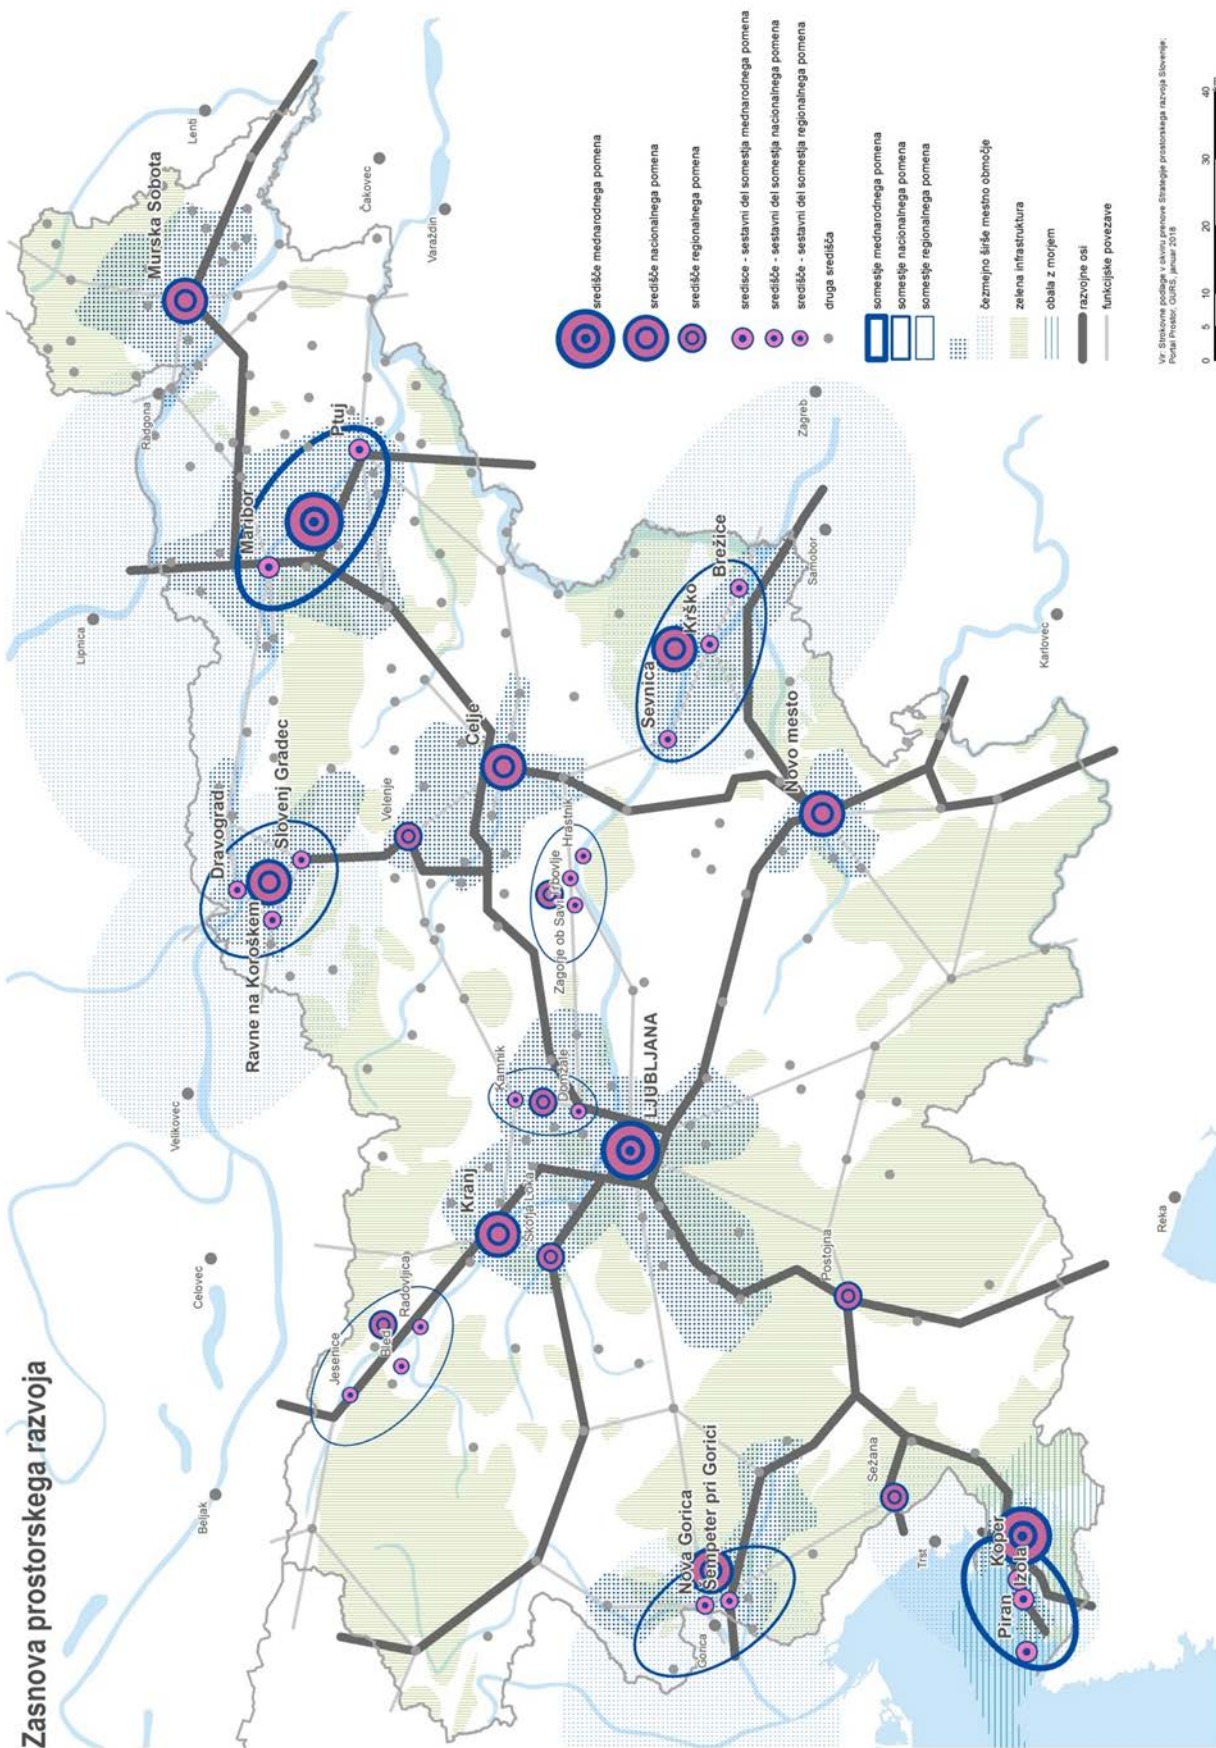 Zasnova prostorskega razvoja
Lenti
Murska Sobota
Čakovec
Varaždin
Radgona
Ptuj
Maribor
Lipnica
Zagreb
Samobor
Brežice
Krško
Sevnica
Karlovec
Novo mesto
Celje
Velenje
Dravograd
Slovenj Gradec
Ravne na Koroškem
Hrastnik
Trbovlje
Zagorje ob Savi
Velikovec
Kamnik
Domžale
LJUBLJANA
Kranj
Škofja Loka
Celovec
Radovljica
Bled
Jesenice
Beljak
Postojna
Reka
Sežana
Nova Gorica
Šempeter pri Gorici
Gorica
Trst
Koper
Izola
Piran
središče mednarodnega pomena
središče nacionalnega pomena
središče regionalnega pomena
središče - sestavni del somestja mednarodnega pomena
središče - sestavni del somestja nacionalnega pomena
središče - sestavni del somestja regionalnega pomena
druga središča
somestje mednarodnega pomena
somestje nacionalnega pomena
somestje regionalnega pomena
čezmejno širše mestno območje
zelena infrastruktura
obala z morjem
razvojne osi
funkcijske povezave
Vir: Strokovne podlage v okviru prenove Strategije prostorskega razvoja Slovenije;
Portal Prostor, GURS, januar 2018
0 5 10 20 30 40